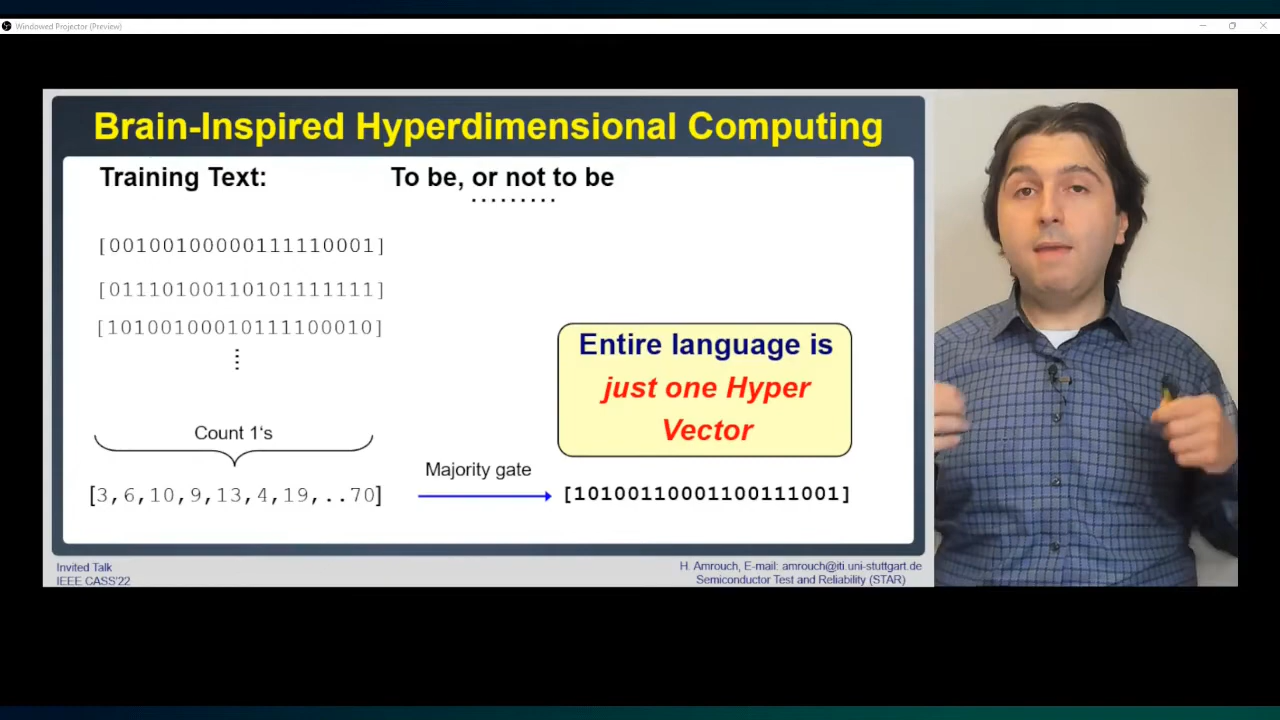 Windowed Projector (Preview)
Brain-Inspired Hyperdimensional Computing
Training Text: To be, or not to be
.........
[00100100000111110001]
[01110100110101111111]
[10100100010111100010]
Entire language is
just one Hyper
Vector
Count 1's
Majority gate
[3,6,10,9,13,4,19,..70]
[10100110001100111001]
Invited Talk
IEEE CASS'22
H. Amrouch, E-mail: amrouch@iti.uni-stuttgart.de
Semiconductor Test and Reliability (STAR)